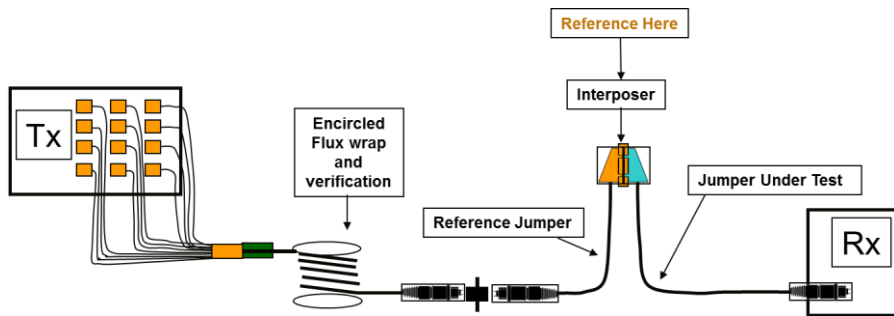 Reference Here
Interposer
Tx
Encircled
Flux wrap
and
verification
Jumper Under Test
Reference Jumper
Rx